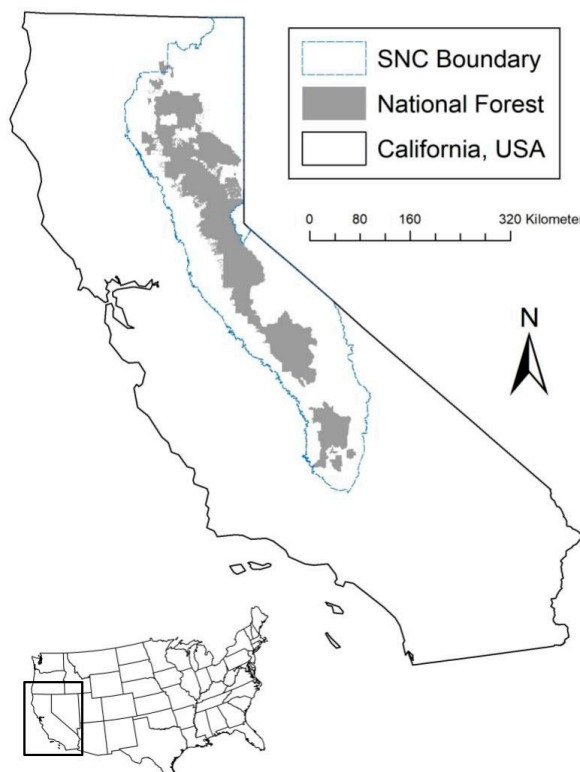 SNC Boundary
National Forest
California, USA
0 80 160 320 Kilometer
N